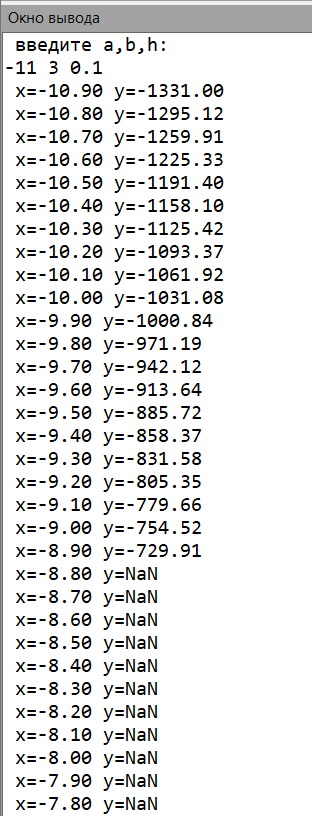 Окно вывода
введите a,b,h:
-11 3 0.1
x=-10.90 y=-1331.00
x=-10.80 y=-1295.12
x=-10.70 y=-1259.91
x=-10.60 y=-1225.33
x=-10.50 y=-1191.40
x=-10.40 y=-1158.10
x=-10.30 y=-1125.42
x=-10.20 y=-1093.37
x=-10.10 y=-1061.92
x=-10.00 y=-1031.08
x=-9.90 y=-1000.84
x=-9.80 y=-971.19
x=-9.70 y=-942.12
x=-9.60 y=-913.64
x=-9.50 y=-885.72
x=-9.40 y=-858.37
x=-9.30 y=-831.58
x=-9.20 y=-805.35
x=-9.10 y=-779.66
x=-9.00 y=-754.52
x=-8.90 y=-729.91
x=-8.80 y=NaN
x=-8.70 y=NaN
x=-8.60 y=NaN
x=-8.50 y=NaN
x=-8.40 y=NaN
x=-8.30 y=NaN
x=-8.20 y=NaN
x=-8.10 y=NaN
x=-8.00 y=NaN
x=-7.90 y=NaN
x=-7.80 y=NaN